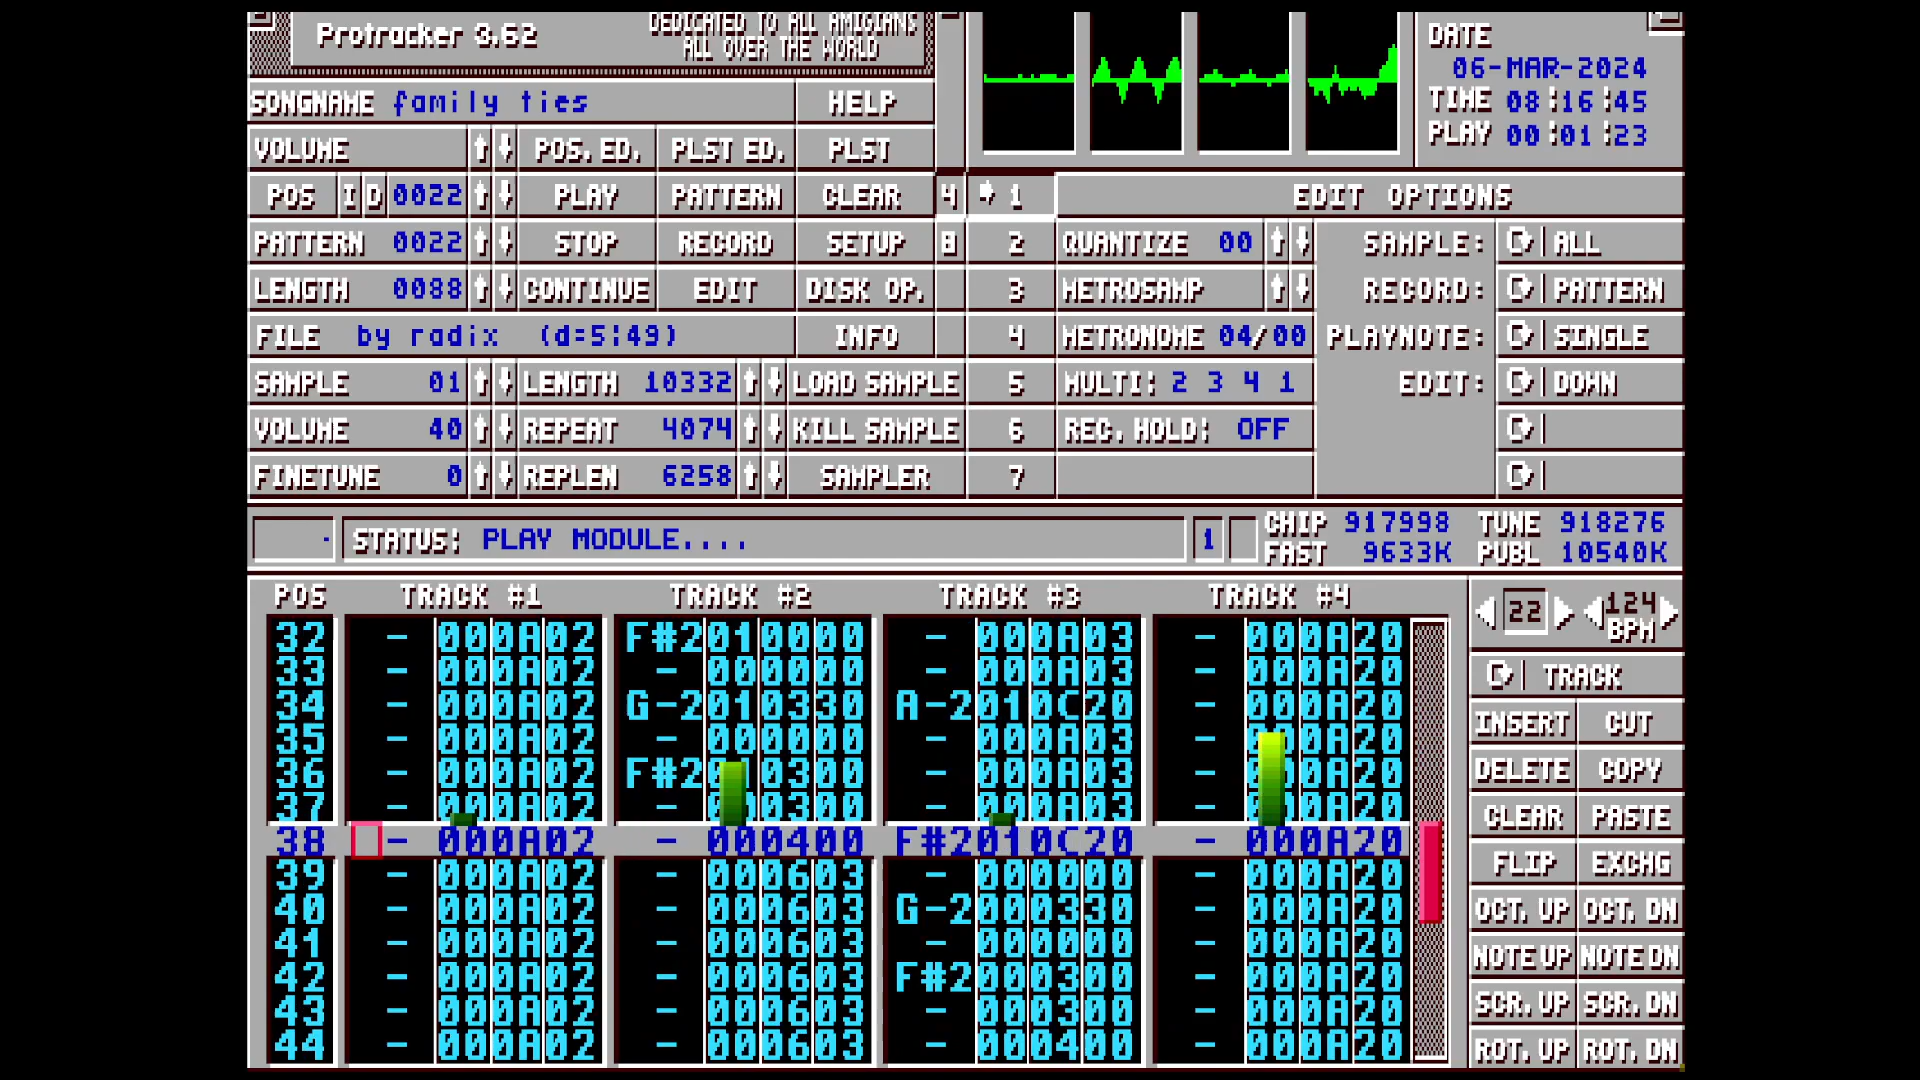 Protracker 3.62
DEDICATED TO ALL AMIGIANS
ALL OVER THE WORLD
DATE
06-MAR-2024
TIME 08:16:45
PLAY 00:01:23
SONGNAME family ties HELP
VOLUME POS. ED. PLST ED. PLST
POS I D 0022 PLAY PATTERN CLEAR 4 1 EDIT OPTIONS
PATTERN 0022 STOP RECORD SETUP 8 2 QUANTIZE 00 SAMPLE: ALL
LENGTH 0088 CONTINUE EDIT DISK OP. 3 METROSAMP RECORD: PATTERN
FILE by radix (d=5:49) INFO 4 METRONOME 04/00 PLAYNOTE: SINGLE
SAMPLE 01 LENGTH 10332 LOAD SAMPLE 5 MULTI: 2 3 4 1 EDIT: DOWN
VOLUME 40 REPEAT 4074 KILL SAMPLE 6 REC. HOLD: OFF
FINETUNE 0 REPLEN 6258 SAMPLER 7
STATUS: PLAY MODULE.... 1
CHIP 917998 TUNE 918276
FAST 9633K PUBL 10540K
POS TRACK #1 TRACK #2 TRACK #3 TRACK #4
32 - 000A02 F#2010000 - 000A03 - 000A20
33 - 000A02 - 000000 - 000A03 - 000A20
34 - 000A02 G-2010330 A-2010C20 - 000A20
35 - 000A02 - 000000 - 000A03 - 000A20
36 - 000A02 F#2 0300 - 000A03 - 00A20
37 - 000A02 - 00300 - 000A03 - 00A20
38 - 000A02 - 000400 F#2010C20 - 000A20
39 - 000A02 - 000603 - 000000 - 000A20
40 - 000A02 - 000603 G-2000330 - 000A20
41 - 000A02 - 000603 - 000000 - 000A20
42 - 000A02 - 000603 F#2000300 - 000A20
43 - 000A02 - 000603 - 000300 - 000A20
44 - 000A02 - 000603 - 000400 - 000A20
22 124 BPM
TRACK
INSERT CUT
DELETE COPY
CLEAR PASTE
FLIP EXCHG
OCT. UP OCT. DN
NOTE UP NOTE DN
SCR. UP SCR. DN
ROT. UP ROT. DN